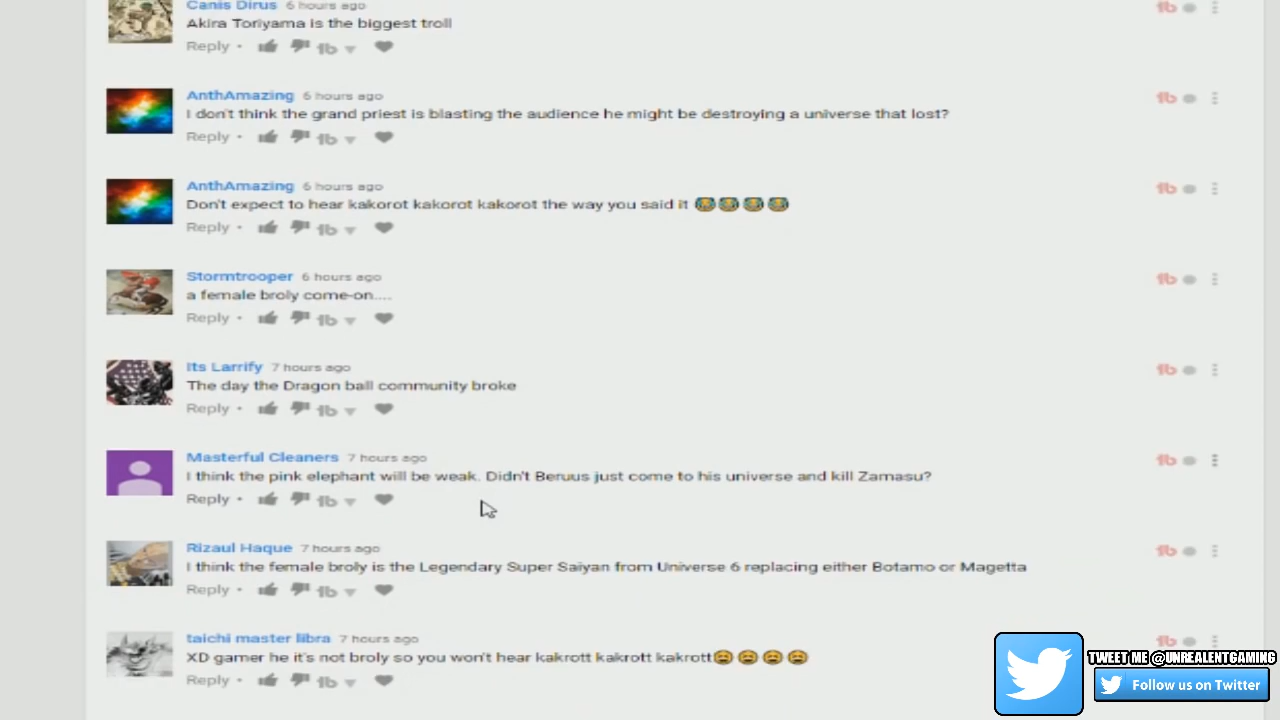 Canis Dirus 6 hours ago
Akira Toriyama is the biggest troll
Reply •
AnthAmazing 6 hours ago
I don't think the grand priest is blasting the audience he might be destroying a universe that lost?
Reply •
AnthAmazing 6 hours ago
Don't expect to hear kakorot kakorot kakorot the way you said it 😂😂😂😂
Reply •
Stormtrooper 6 hours ago
a female broly come-on....
Reply •
Its Larrify 7 hours ago
The day the Dragon ball community broke
Reply •
Masterful Cleaners 7 hours ago
I think the pink elephant will be weak. Didn't Beruus just come to his universe and kill Zamasu?
Reply •
Rizaul Haque 7 hours ago
I think the female broly is the Legendary Super Saiyan from Universe 6 replacing either Botamo or Magetta
Reply •
taichi master libra 7 hours ago
XD gamer he it's not broly so you won't hear kakrott kakrott kakrott😩😩😩😩
Reply •
TWEET ME @UNREALENTGAMING
Follow us on Twitter